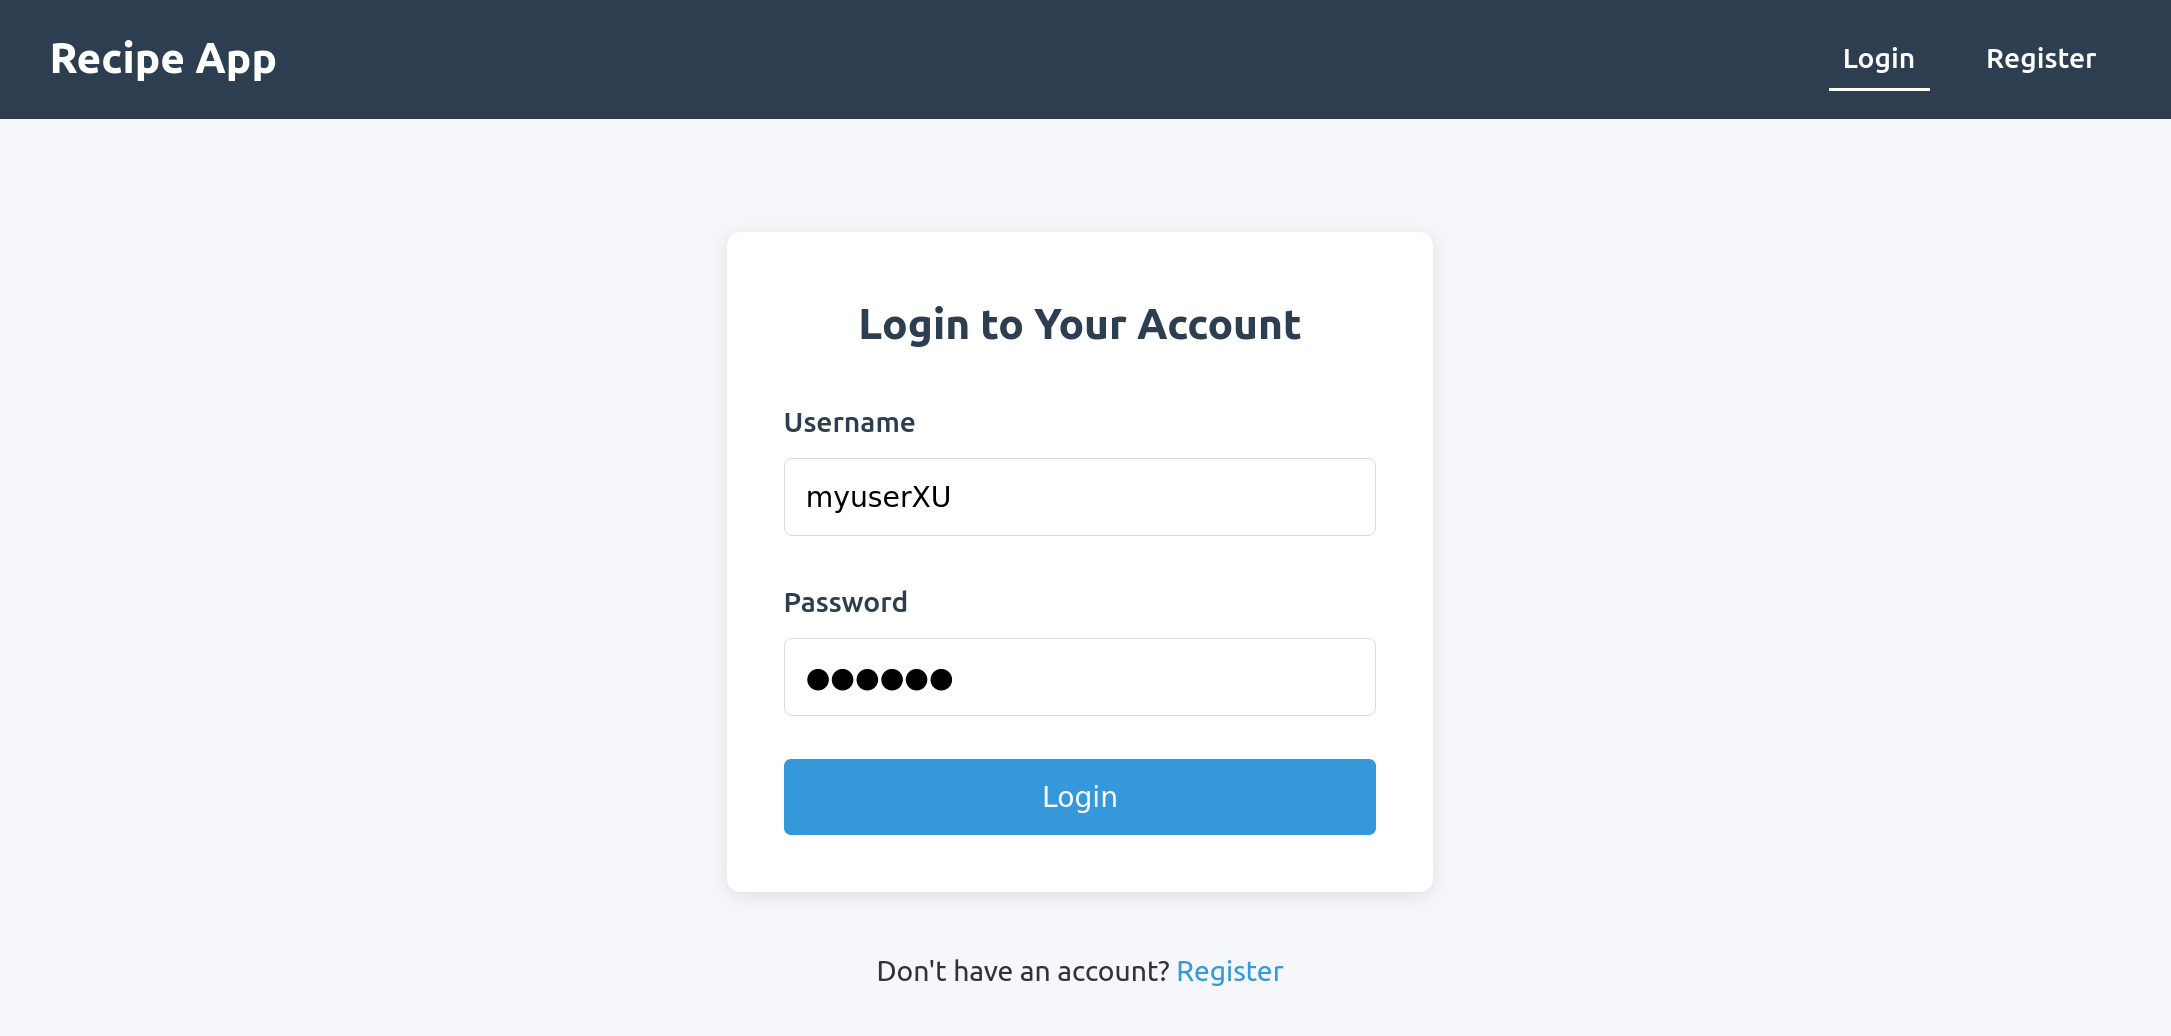 Recipe App
Login Register
Login to Your Account
Username
myuserXU
Password
●●●●●●
Login
Don't have an account? Register